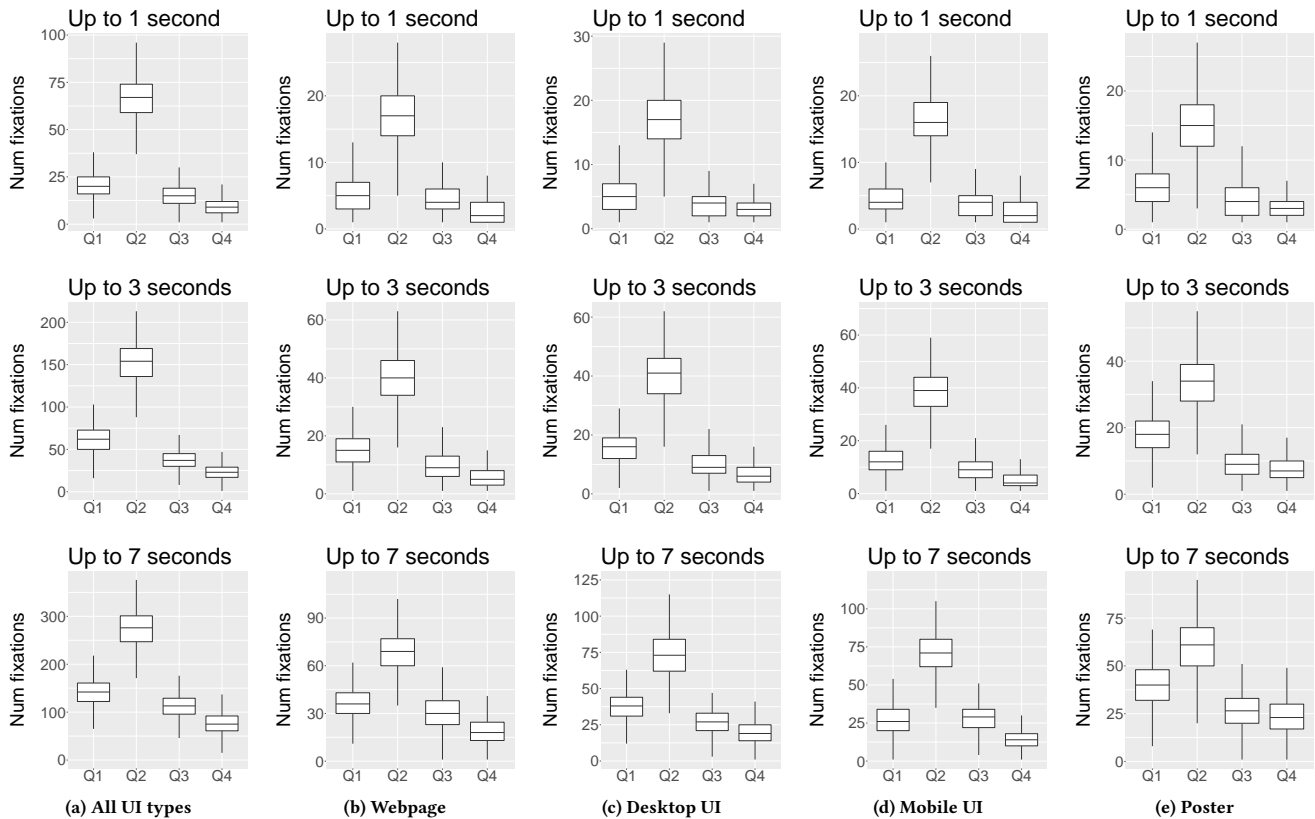 Up to 1 second Up to 1 second Up to 1 second Up to 1 second Up to 1 second
Num fixations Num fixations Num fixations Num fixations Num fixations
100 75 50 25 0
20 10 0
30 20 10 0
20 10 0
20 10 0
Q1 Q2 Q3 Q4 Q1 Q2 Q3 Q4 Q1 Q2 Q3 Q4 Q1 Q2 Q3 Q4 Q1 Q2 Q3 Q4
Up to 3 seconds Up to 3 seconds Up to 3 seconds Up to 3 seconds Up to 3 seconds
Num fixations Num fixations Num fixations Num fixations Num fixations
200 150 100 50 0
60 40 20 0
60 40 20 0
60 40 20 0
40 20 0
Q1 Q2 Q3 Q4 Q1 Q2 Q3 Q4 Q1 Q2 Q3 Q4 Q1 Q2 Q3 Q4 Q1 Q2 Q3 Q4
Up to 7 seconds Up to 7 seconds Up to 7 seconds Up to 7 seconds Up to 7 seconds
Num fixations Num fixations Num fixations Num fixations Num fixations
300 200 100 0
90 60 30 0
125 100 75 50 25 0
100 75 50 25 0
75 50 25 0
Q1 Q2 Q3 Q4 Q1 Q2 Q3 Q4 Q1 Q2 Q3 Q4 Q1 Q2 Q3 Q4 Q1 Q2 Q3 Q4
(a) All UI types (b) Webpage (c) Desktop UI (d) Mobile UI (e) Poster